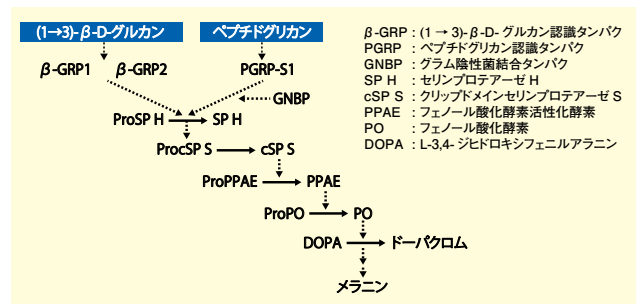 (1→3)-β-D-グルカン
ペプチドグリカン
β-GRP1 β-GRP2
PGRP-S1
GNBP
ProSP H SP H
ProcSP S cSP S
ProPPAE PPAE
ProPO PO
DOPA ドーパクロム
メラニン
β-GRP：(1 → 3)-β-D- グルカン認識タンパク
PGRP：ペプチドグリカン認識タンパク
GNBP：グラム陰性菌結合タンパク
SP H：セリンプロテアーゼ H
cSP S：クリップドメインセリンプロテアーゼ S
PPAE：フェノール酸化酵素活性化酵素
PO：フェノール酸化酵素
DOPA：L-3,4- ジヒドロキシフェニルアラニン